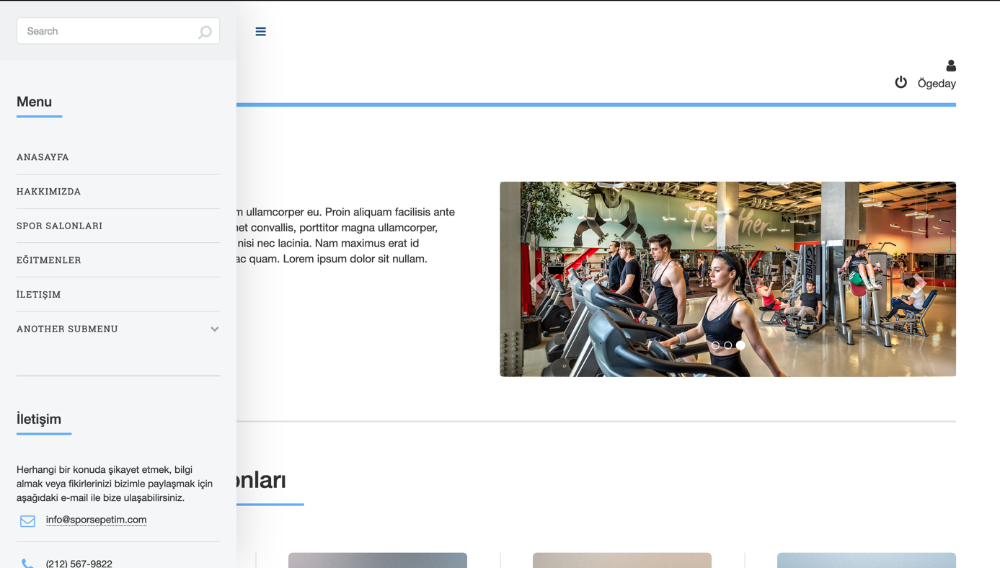 Search
Menu
ANASAYFA
HAKKIMIZDA
SPOR SALONLARI
EĞİTMENLER
İLETIŞIM
ANOTHER SUBMENU
İletişim
Herhangi bir konuda şikayet etmek, bilgi
almak veya fikirlerinizi bizimle paylaşmak için
aşağıdaki e-mail ile bize ulaşabilirsiniz.
info@sporsepetim.com
(212) 567-9822
Ögeday
ullamcorper eu. Proin aliquam facilisis ante
convallis, porttitor magna ullamcorper,
nisi nec lacinia. Nam maximus erat id
ac quam. Lorem ipsum dolor sit nullam.
Together
CYBEX
onları